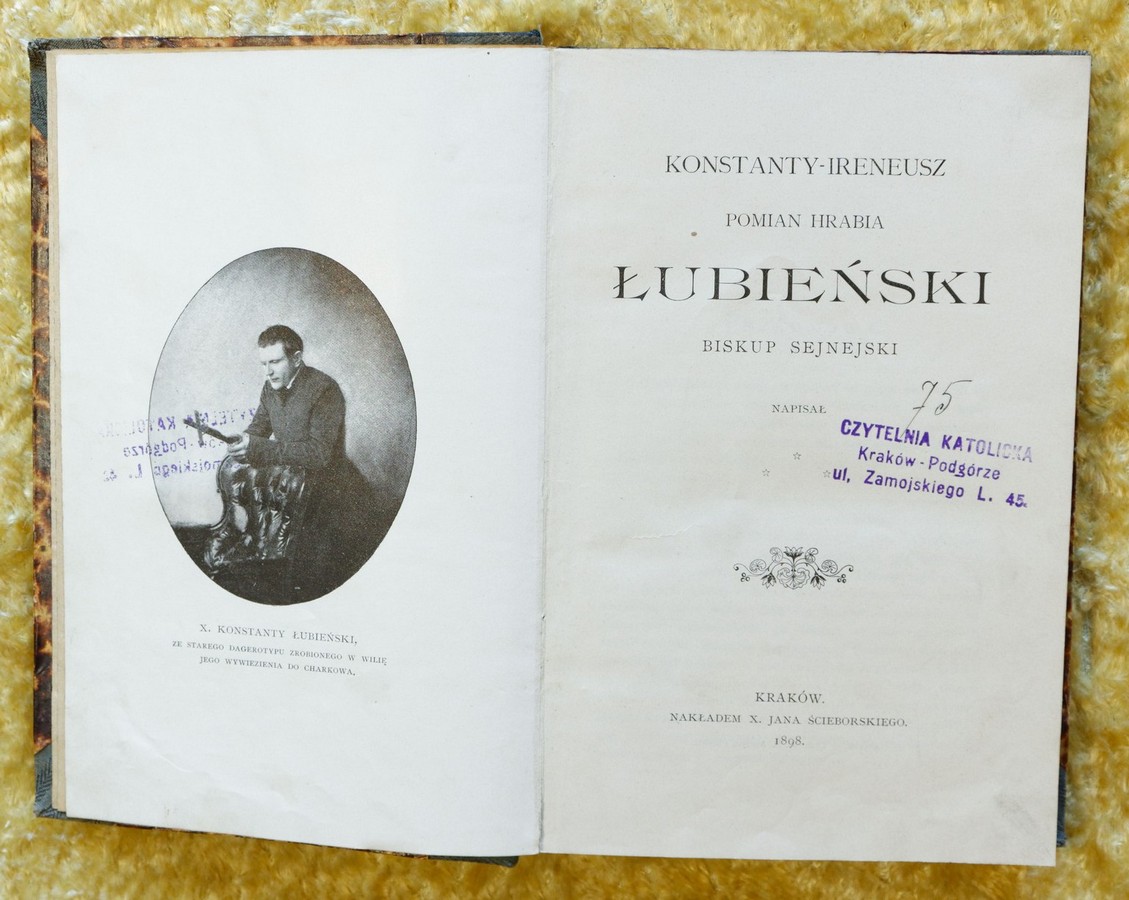 X. KONSTANTY ŁUBIEŃSKI,
ZE STAREGO DAGEROTYPU ZROBIONEGO W WILIĘ
JEGO WYWIEZIENIA DO CHARKOWA.
KONSTANTY-IRENEUSZ
POMIAN HRABIA
ŁUBIEŃSKI
BISKUP SEJNEJSKI
NAPISAŁ
75
CZYTELNIA KATOLICKA
Kraków-Podgórze
ul. Zamojskiego L. 45.
KRAKÓW.
NAKŁADEM X. JANA ŚCIEBORSKIEGO.
1898.